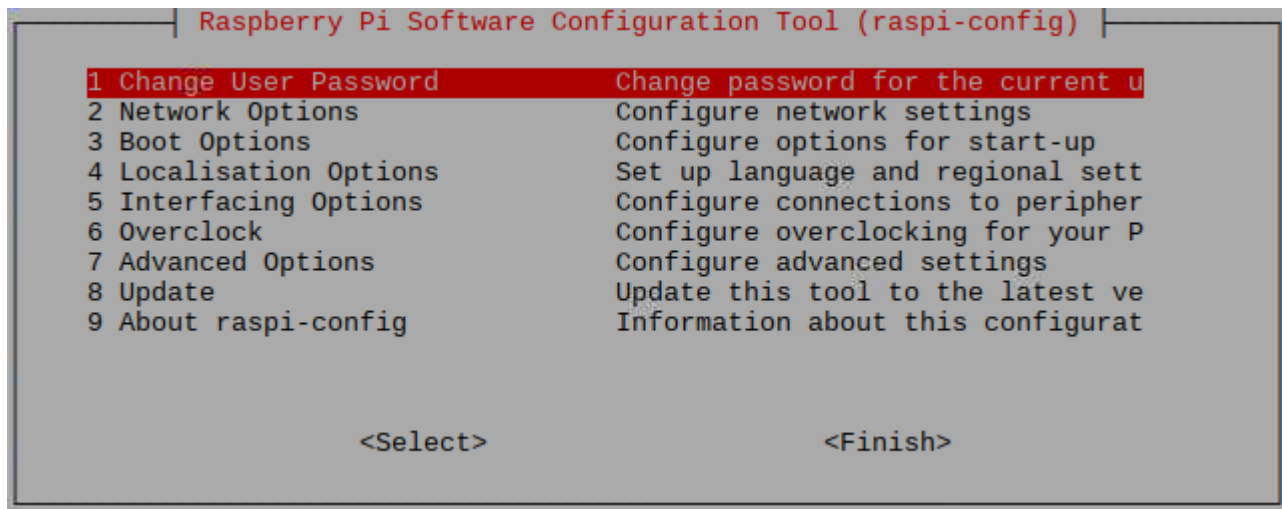 Raspberry Pi Software Configuration Tool (raspi-config)
1 Change User Password Change password for the current u
2 Network Options Configure network settings
3 Boot Options Configure options for start-up
4 Localisation Options Set up language and regional sett
5 Interfacing Options Configure connections to peripher
6 Overclock Configure overclocking for your P
7 Advanced Options Configure advanced settings
8 Update Update this tool to the latest ve
9 About raspi-config Information about this configurat
<Select> <Finish>